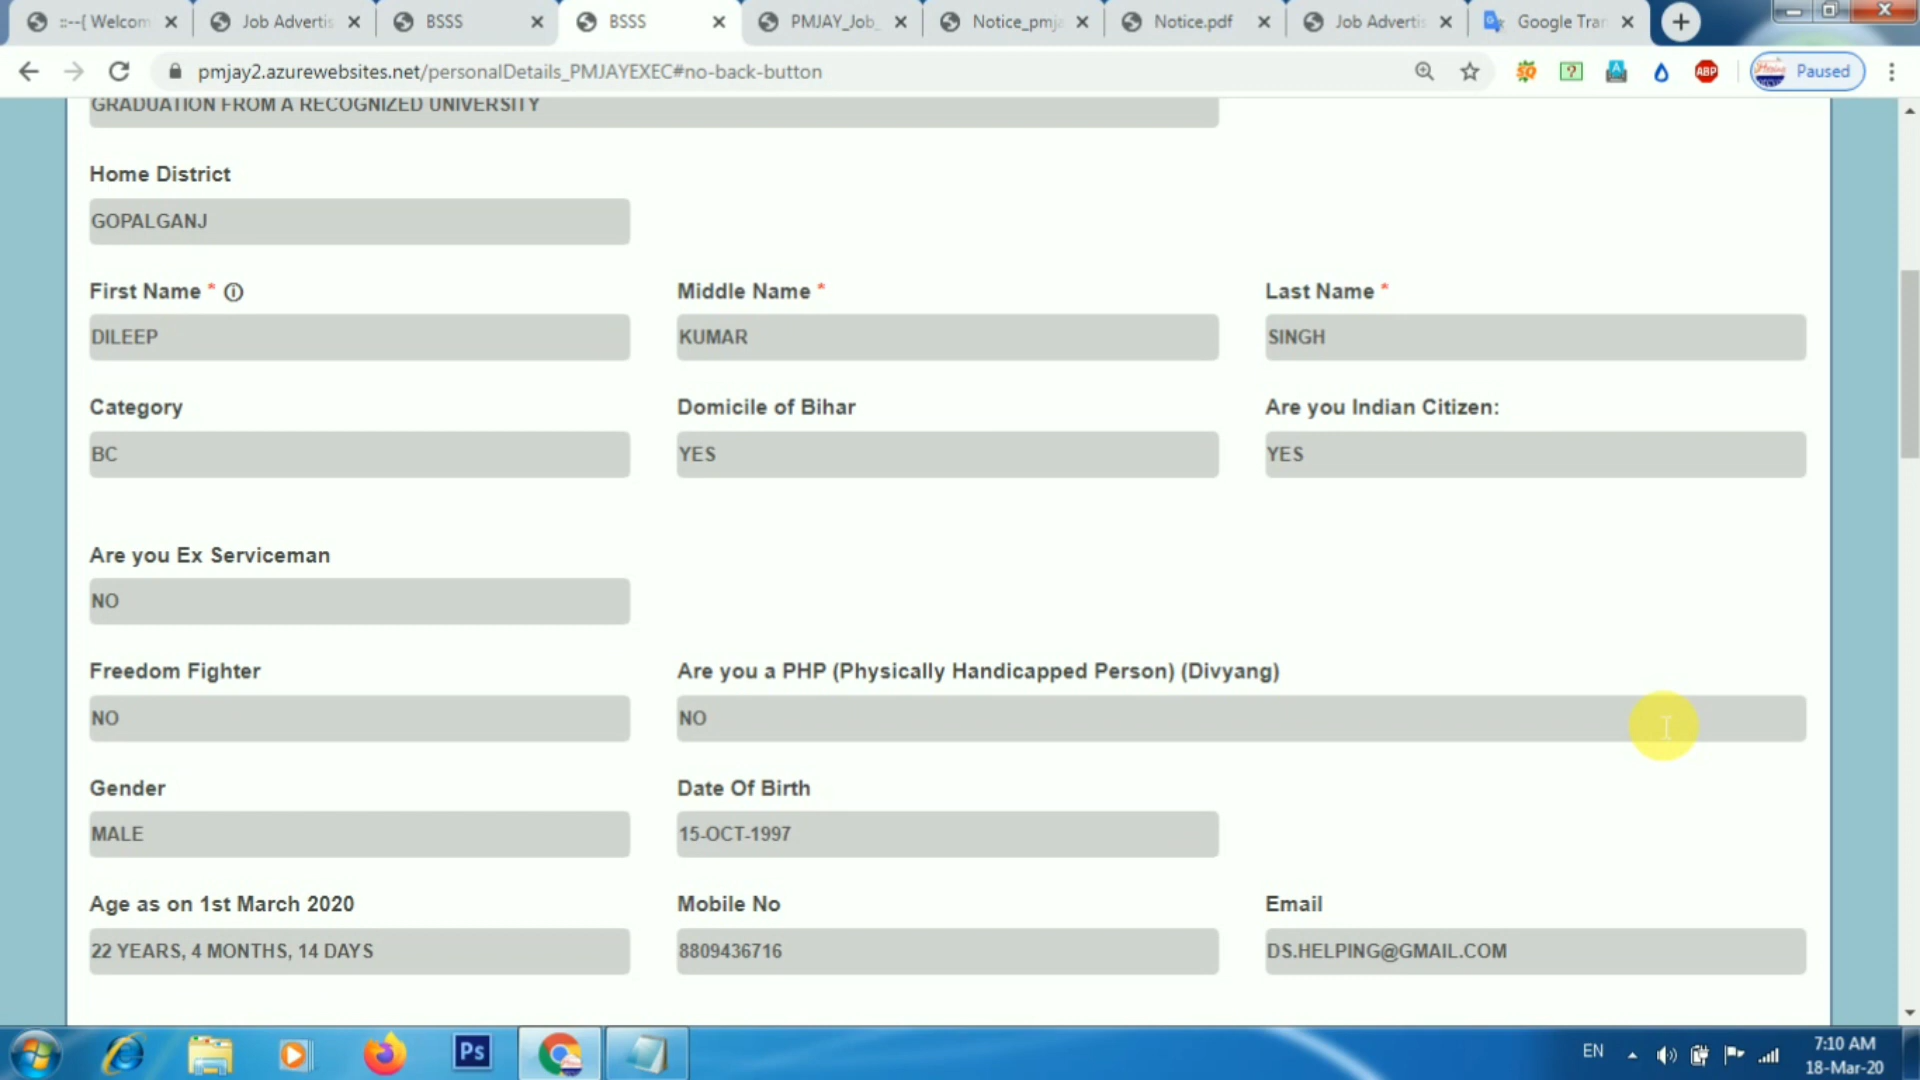 ::--{ Welcom
Job Advertis
BSSS
BSSS
PMJAY_Job_
Notice_pmj
Notice.pdf
Job Advertis
Google Tran
pmjay2.azurewebsites.net/personalDetails_PMJAYEXEC#no-back-button
ABP
Paused
GRADUATION FROM A RECOGNIZED UNIVERSITY
Home District
GOPALGANJ
First Name *
Middle Name *
Last Name *
DILEEP
KUMAR
SINGH
Category
Domicile of Bihar
Are you Indian Citizen:
BC
YES
YES
Are you Ex Serviceman
NO
Freedom Fighter
Are you a PHP (Physically Handicapped Person) (Divyang)
NO
NO
Gender
Date Of Birth
MALE
15-OCT-1997
Age as on 1st March 2020
Mobile No
Email
22 YEARS, 4 MONTHS, 14 DAYS
8809436716
DS.HELPING@GMAIL.COM
Ps
EN
7:10 AM
18-Mar-20